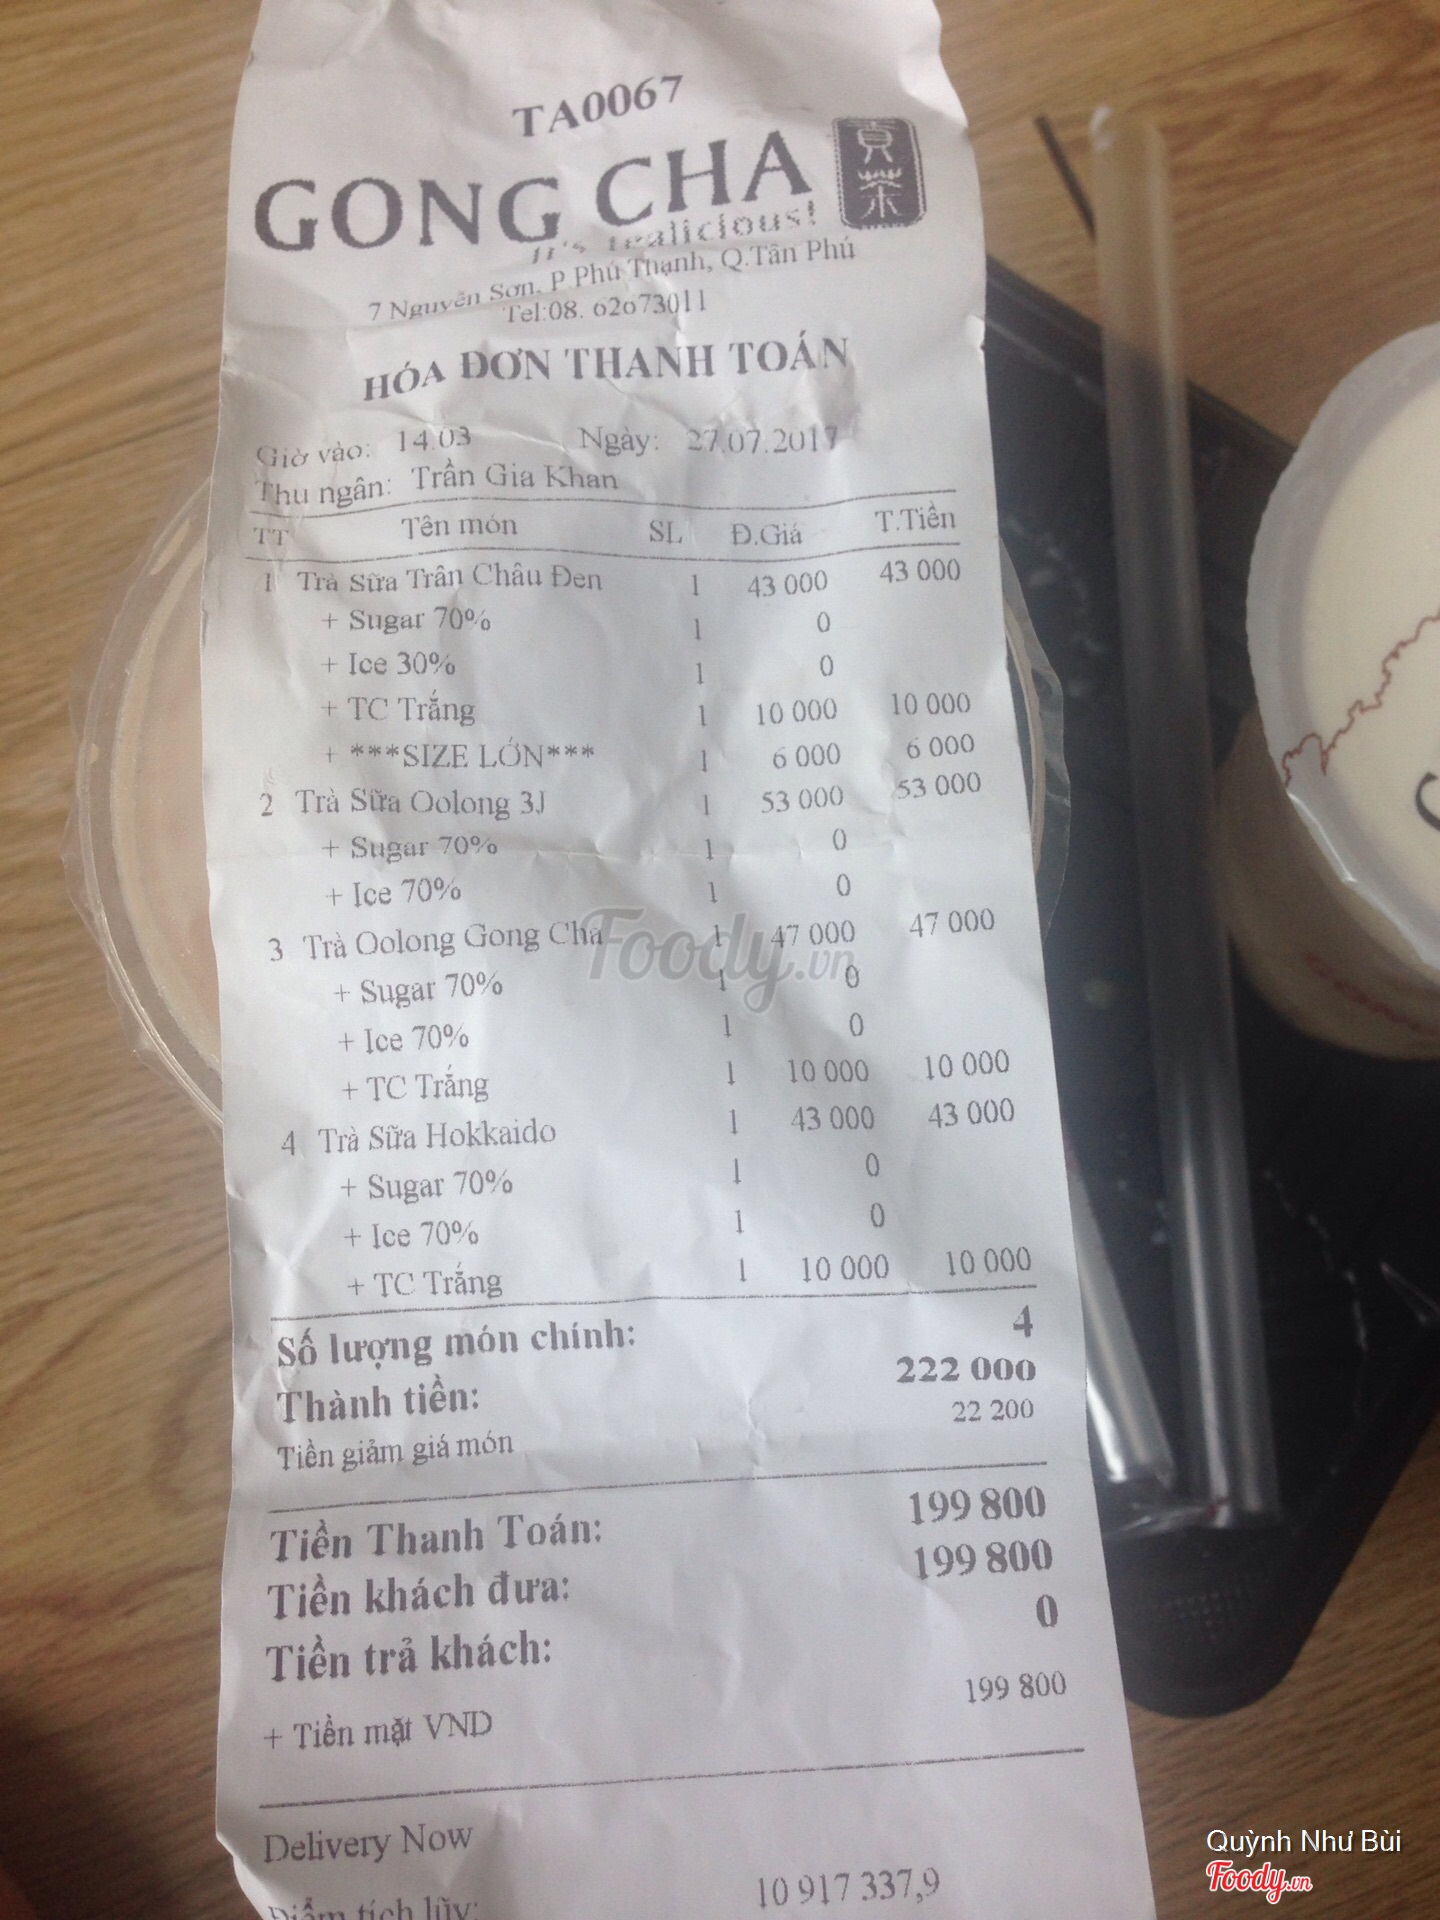 TA0067
GONG CHA 貢茶
it's tealicious!
7 Nguyễn Sơn, P.Phú Thạnh, Q.Tân Phú
Tel:08. 62673011
HÓA ĐƠN THANH TOÁN
Giờ vào: 14:03 Ngày: 27.07.2017
Thu ngân: Trần Gia Khan
TT Tên món SL Đ.Giá T.Tiền
1 Trà Sữa Trân Châu Đen 1 43 000 43 000
+ Sugar 70% 1 0
+ Ice 30% 1 0
+ TC Trắng 1 10 000 10 000
+ ***SIZE LỚN*** 1 6 000 6 000
2 Trà Sữa Oolong 3J 1 53 000 53 000
+ Sugar 70% 1 0
+ Ice 70% 1 0
3 Trà Oolong Gong Cha 1 47 000 47 000
+ Sugar 70% 1 0
+ Ice 70% 1 0
+ TC Trắng 1 10 000 10 000
4 Trà Sữa Hokkaido 1 43 000 43 000
+ Sugar 70% 1 0
+ Ice 70% 1 0
+ TC Trắng 1 10 000 10 000
Số lượng món chính: 4
Thành tiền: 222 000
Tiền giảm giá món 22 200
Tiền Thanh Toán: 199 800
Tiền khách đưa: 199 800
Tiền trả khách: 0
+ Tiền mặt VND 199 800
Delivery Now
Điểm tích lũy: 10 917 337,9
Foody.vn
Quỳnh Như Bùi
Foody.vn